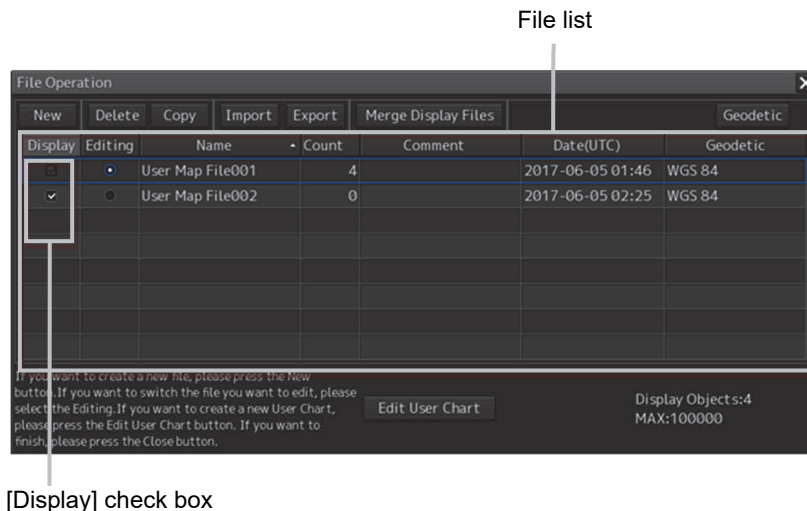 File list
File Operation
New Delete Copy Import Export Merge Display Files Geodetic
Display Editing Name Count Comment Date(UTC) Geodetic
User Map File001 4 2017-06-05 01:46 WGS 84
User Map File002 0 2017-06-05 02:25 WGS 84
If you want to create a new file, please press the New
button.If you want to switch the file you want to edit, please
select the Editing.If you want to create a new User Chart,
please press the Edit User Chart button. If you want to
finish, please press the Close button.
Edit User Chart
Display Objects:4
MAX:100000
[Display] check box